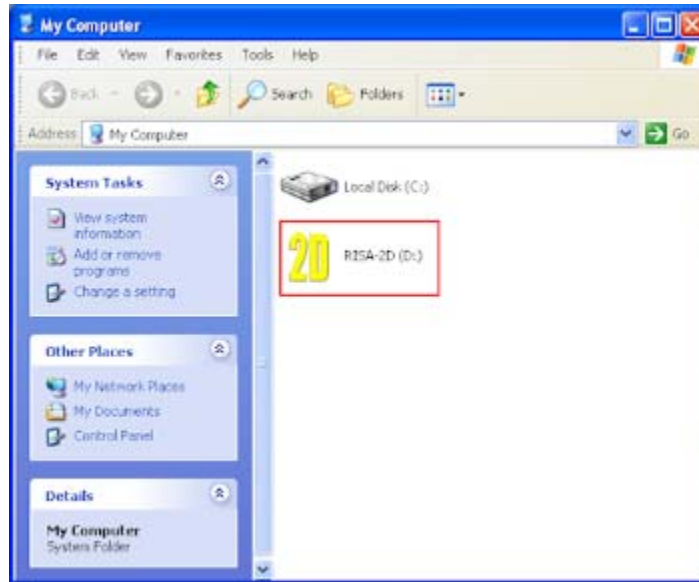 My Computer
File Edit View Favorites Tools Help
Back Search Folders
Address My Computer Go
System Tasks
View system
information
Add or remove
programs
Change a setting
Other Places
My Network Places
My Documents
Control Panel
Details
My Computer
System Folder
Local Disk (C:)
2D RISA-2D (D:)